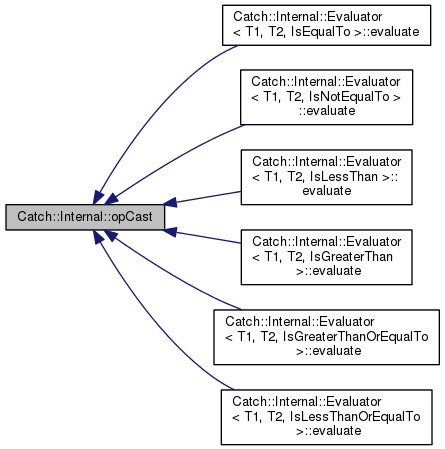 Catch::Internal::Evaluator
< T1, T2, IsEqualTo >::evaluate
Catch::Internal::Evaluator
< T1, T2, IsNotEqualTo >
::evaluate
Catch::Internal::Evaluator
< T1, T2, IsLessThan >::
evaluate
Catch::Internal::opCast
Catch::Internal::Evaluator
< T1, T2, IsGreaterThan
>::evaluate
Catch::Internal::Evaluator
< T1, T2, IsGreaterThanOrEqualTo
>::evaluate
Catch::Internal::Evaluator
< T1, T2, IsLessThanOrEqualTo
>::evaluate